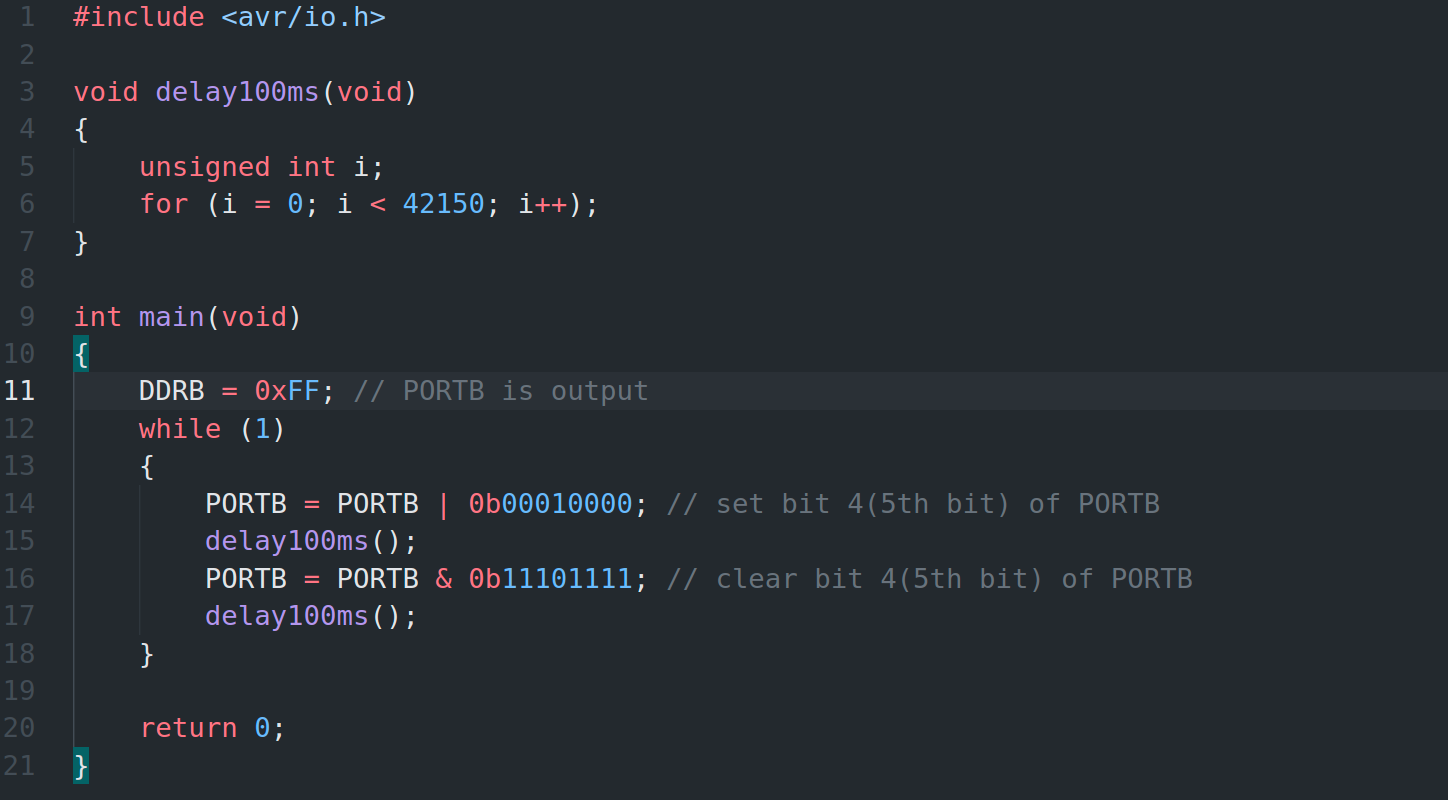 1 #include <avr/io.h>
2
3 void delay100ms(void)
4 {
5     unsigned int i;
6     for (i = 0; i < 42150; i++);
7 }
8
9 int main(void)
10 {
11     DDRB = 0xFF; // PORTB is output
12     while (1)
13     {
14         PORTB = PORTB | 0b00010000; // set bit 4(5th bit) of PORTB
15         delay100ms();
16         PORTB = PORTB & 0b11101111; // clear bit 4(5th bit) of PORTB
17         delay100ms();
18     }
19
20     return 0;
21 }